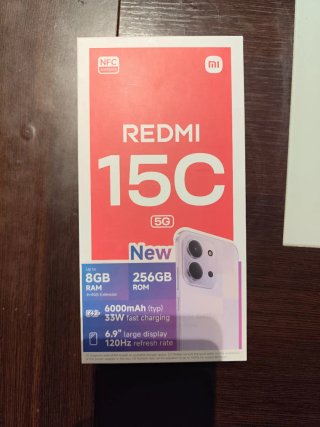 NFC
REDMI
15C
5G
New
Up to
8GB
RAM
256GB
ROM
6000mAh (typ)
33W fast charging
6.9" large display
120Hz refresh rate